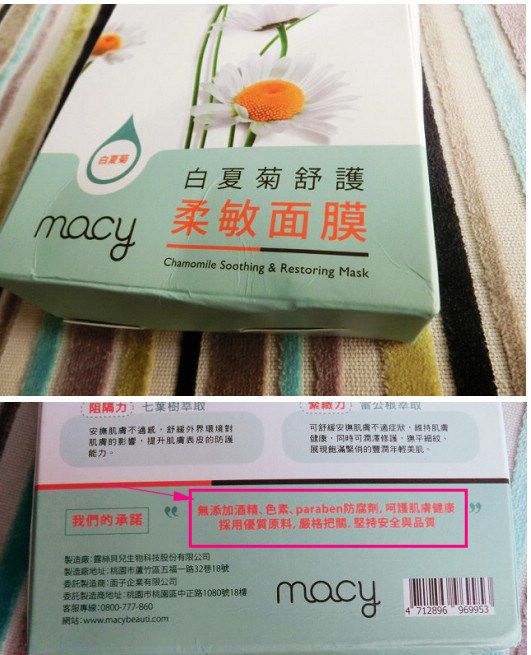 白夏菊
白夏菊舒護
macy
柔敏面膜
Chamomile Soothing & Restoring Mask
阻隔力 七葉樹萃取
安撫肌膚不適感，舒緩外界環境對
肌膚的影響，提升肌膚表皮的防護
能力。
緊緻力 雷公根萃取
可舒緩安撫肌膚不適症狀，維持肌膚
健康，同時可潤澤修護，撫平細紋、
展現飽滿緊俏的豐潤年輕美肌。
我們的承諾
無添加酒精、色素、paraben防腐劑，呵護肌膚健康
採用優質原料，嚴格把關，堅持安全與品質
製造廠：露絲貝兒生物科技股份有限公司
製造廠地址：桃園市蘆竹區五福一路32巷18號
委託製造廠：面子企業有限公司
委託製造廠地址：桃園市桃園區中正路1080號18樓
客服專線：0800-777-860
網站：www.macybeauti.com
macy
4 712896 969953